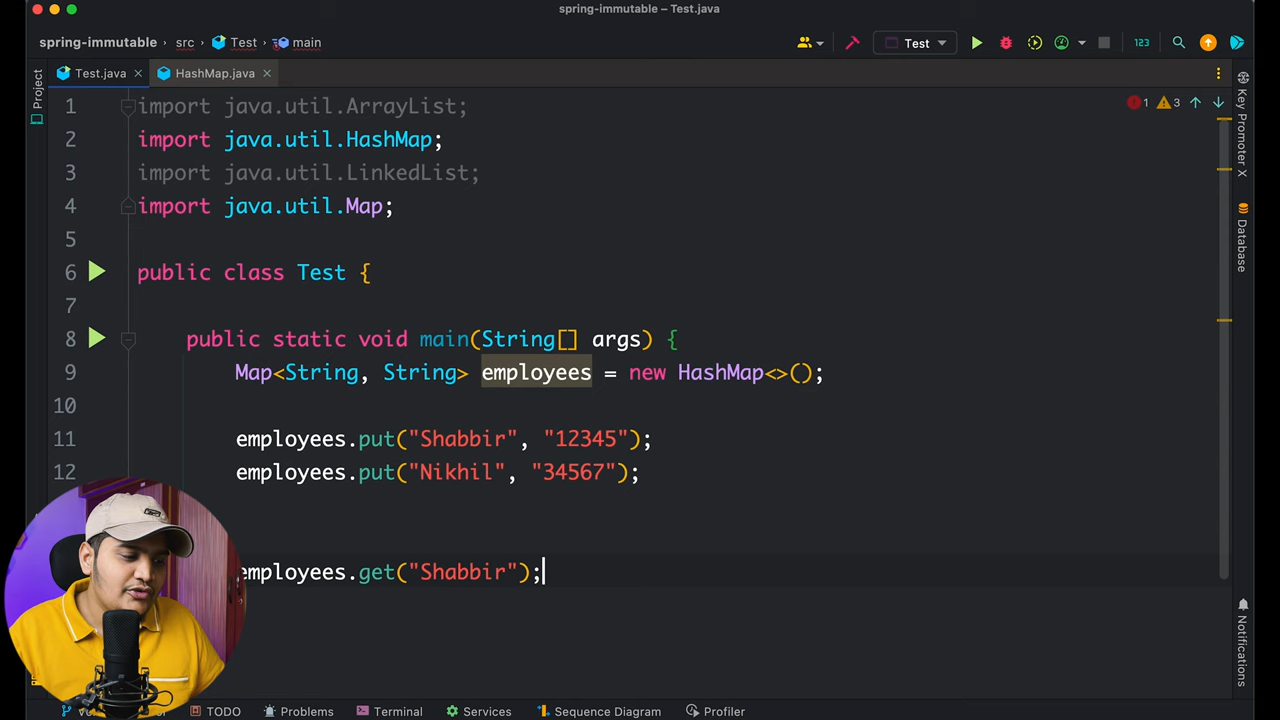 spring-immutable – Test.java
spring-immutable src Test main Test 123
Project
Test.java HashMap.java
1 import java.util.ArrayList; 1 3
2 import java.util.HashMap;
3 import java.util.LinkedList;
4 import java.util.Map;
5
6 public class Test {
7
8 public static void main(String[] args) {
9 Map<String, String> employees = new HashMap<>();
10
11 employees.put("Shabbir", "12345");
12 employees.put("Nikhil", "34567");
employees.get("Shabbir");
Key Promoter X
Database
Notifications
TODO Problems Terminal Services Sequence Diagram Profiler